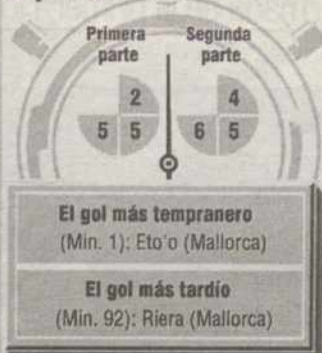 Primera parte
Segunda parte
2
5 5
4
6 5
El gol más tempranero
(Min. 1): Eto'o (Mallorca)
El gol más tardío
(Min. 92): Riera (Mallorca)